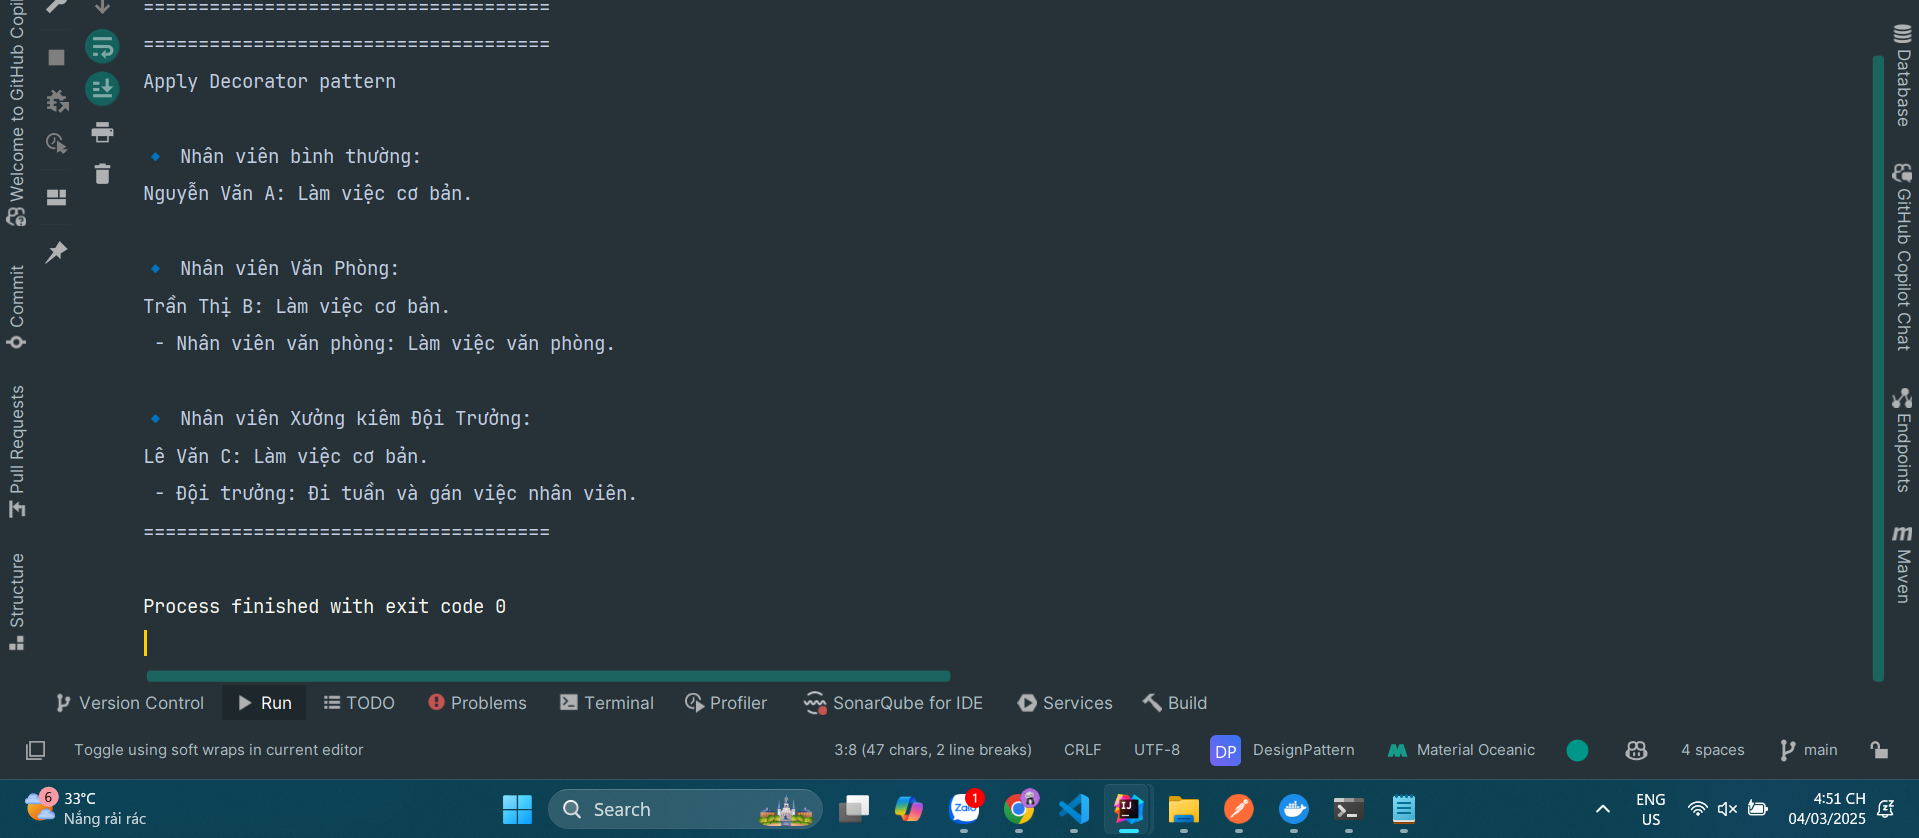 =====================================
=====================================
Apply Decorator pattern
🔹 Nhân viên bình thường:
Nguyễn Văn A: Làm việc cơ bản.
🔹 Nhân viên Văn Phòng:
Trần Thị B: Làm việc cơ bản.
- Nhân viên văn phòng: Làm việc văn phòng.
🔹 Nhân viên Xưởng kiêm Đội Trưởng:
Lê Văn C: Làm việc cơ bản.
- Đội trưởng: Đi tuần và gán việc nhân viên.
=====================================
Process finished with exit code 0
Welcome to GitHub Copil
Commit
Pull Requests
Structure
Database
GitHub Copilot Chat
Endpoints
m Maven
Version Control Run TODO Problems Terminal Profiler SonarQube for IDE Services Build
Toggle using soft wraps in current editor 3:8 (47 chars, 2 line breaks) CRLF UTF-8 DP DesignPattern Material Oceanic 4 spaces main
6 33°C
Nắng rải rác
Search
Zalo 1
IJ
ENG
US
4:51 CH
04/03/2025